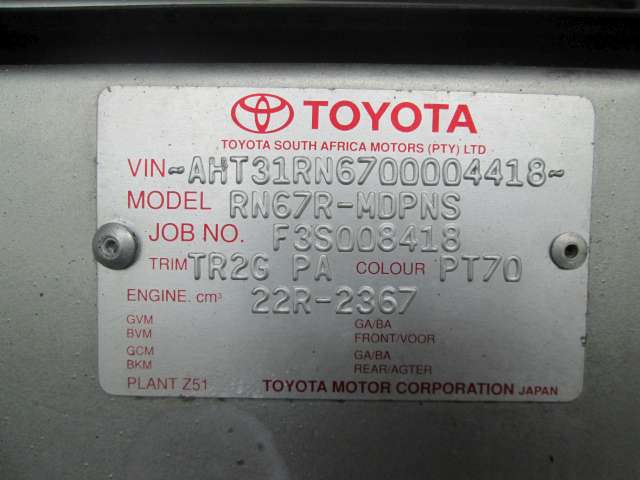 TOYOTA
TOYOTA SOUTH AFRICA MOTORS (PTY) LTD
VIN ~AHT31RN6700004418~
MODEL RN67R-MDPNS
JOB NO. F3S008418
TRIM TR2G PA COLOUR PT70
ENGINE. cm³ 22R-2367
GVM GA/BA
BVM FRONT/VOOR
GCM GA/BA
BKM REAR/AGTER
PLANT Z51 TOYOTA MOTOR CORPORATION JAPAN